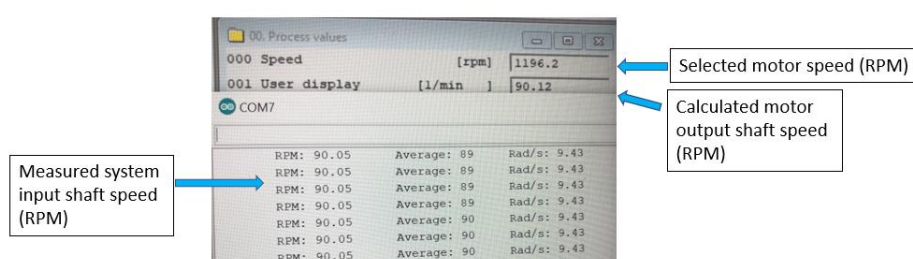 00. Process values
000 Speed [rpm] 1196.2
001 User display [1/min ] 90.12
COM7
RPM: 90.05 Average: 89 Rad/s: 9.43
RPM: 90.05 Average: 89 Rad/s: 9.43
RPM: 90.05 Average: 89 Rad/s: 9.43
RPM: 90.05 Average: 89 Rad/s: 9.43
RPM: 90.05 Average: 90 Rad/s: 9.43
RPM: 90.05 Average: 90 Rad/s: 9.43
RPM: 90.05 Average: 90 Rad/s: 9.43
Selected motor speed (RPM)
Calculated motor
output shaft speed
(RPM)
Measured system
input shaft speed
(RPM)